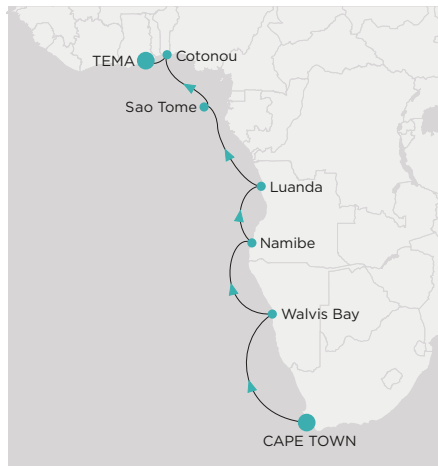 Cotonou
TEMA
Sao Tome
Luanda
Namibe
Walvis Bay
CAPE TOWN